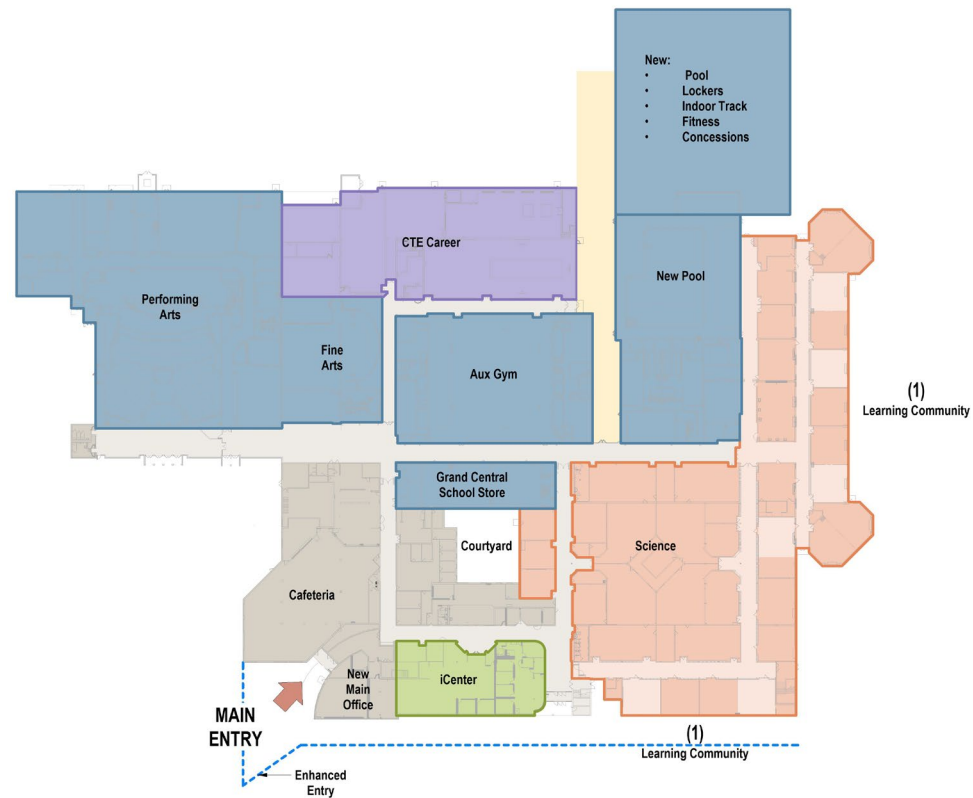 New:
• Pool
• Lockers
• Indoor Track
• Fitness
• Concessions
CTE Career
Performing
Arts
New Pool
Fine
Arts
Aux Gym
(1)
Learning Community
Grand Central
School Store
Courtyard
Science
Cafeteria
New
Main
Office
iCenter
MAIN
ENTRY
(1)
Learning Community
Enhanced
Entry